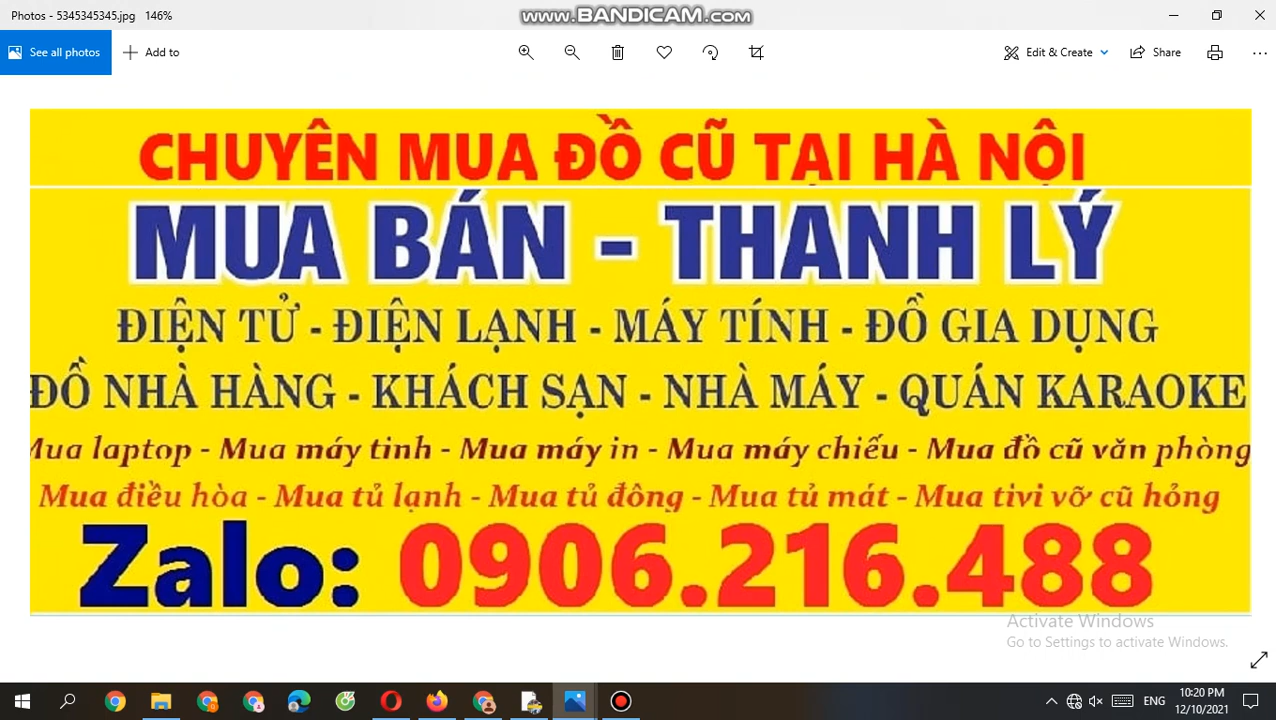 Photos - 5345345345.jpg 146%
www.BANDICAM.com
See all photos
Add to
Edit & Create
Share
CHUYÊN MUA ĐỒ CŨ TẠI HÀ NỘI
MUA BÁN - THANH LÝ
ĐIỆN TỬ - ĐIỆN LẠNH - MÁY TÍNH - ĐỒ GIA DỤNG
ĐỒ NHÀ HÀNG - KHÁCH SẠN - NHÀ MÁY - QUÁN KARAOKE
Mua laptop - Mua máy tinh - Mua máy in - Mua máy chiếu - Mua đồ cũ văn phòng
Mua điều hòa - Mua tủ lạnh - Mua tủ đông - Mua tủ mát - Mua tivi vỡ cũ hỏng
Zalo: 0906.216.488
Activate Windows
Go to Settings to activate Windows.
ENG
10:20 PM
12/10/2021